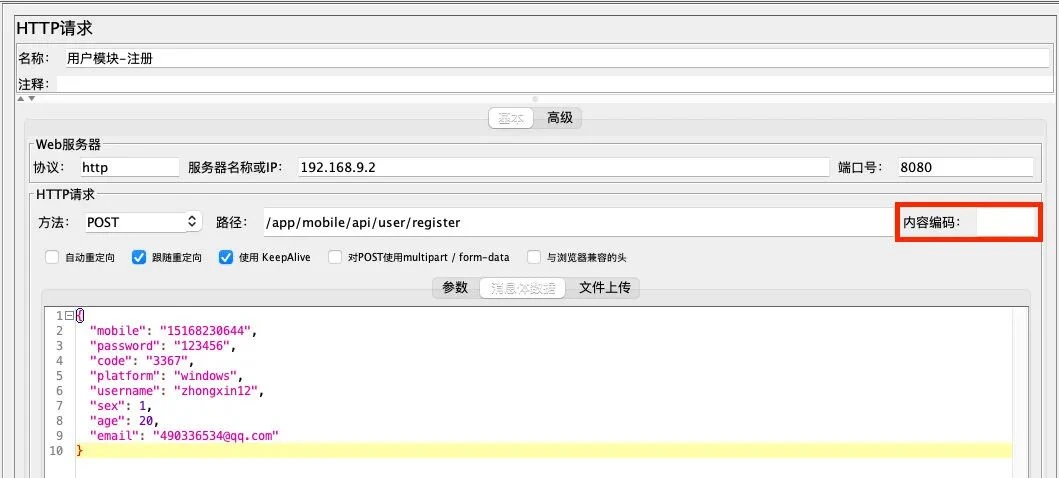 HTTP请求
名称： 用户模块-注册
注释：
基本 高级
Web服务器
协议： http 服务器名称或IP： 192.168.9.2 端口号： 8080
HTTP请求
方法： POST 路径： /app/mobile/api/user/register 内容编码：
自动重定向 跟随重定向 使用 KeepAlive 对POST使用multipart / form-data 与浏览器兼容的头
参数 消息体数据 文件上传
1 {
2 "mobile": "15168230644",
3 "password": "123456",
4 "code": "3367",
5 "platform": "windows",
6 "username": "zhongxin12",
7 "sex": 1,
8 "age": 20,
9 "email": "490336534@qq.com"
10 }